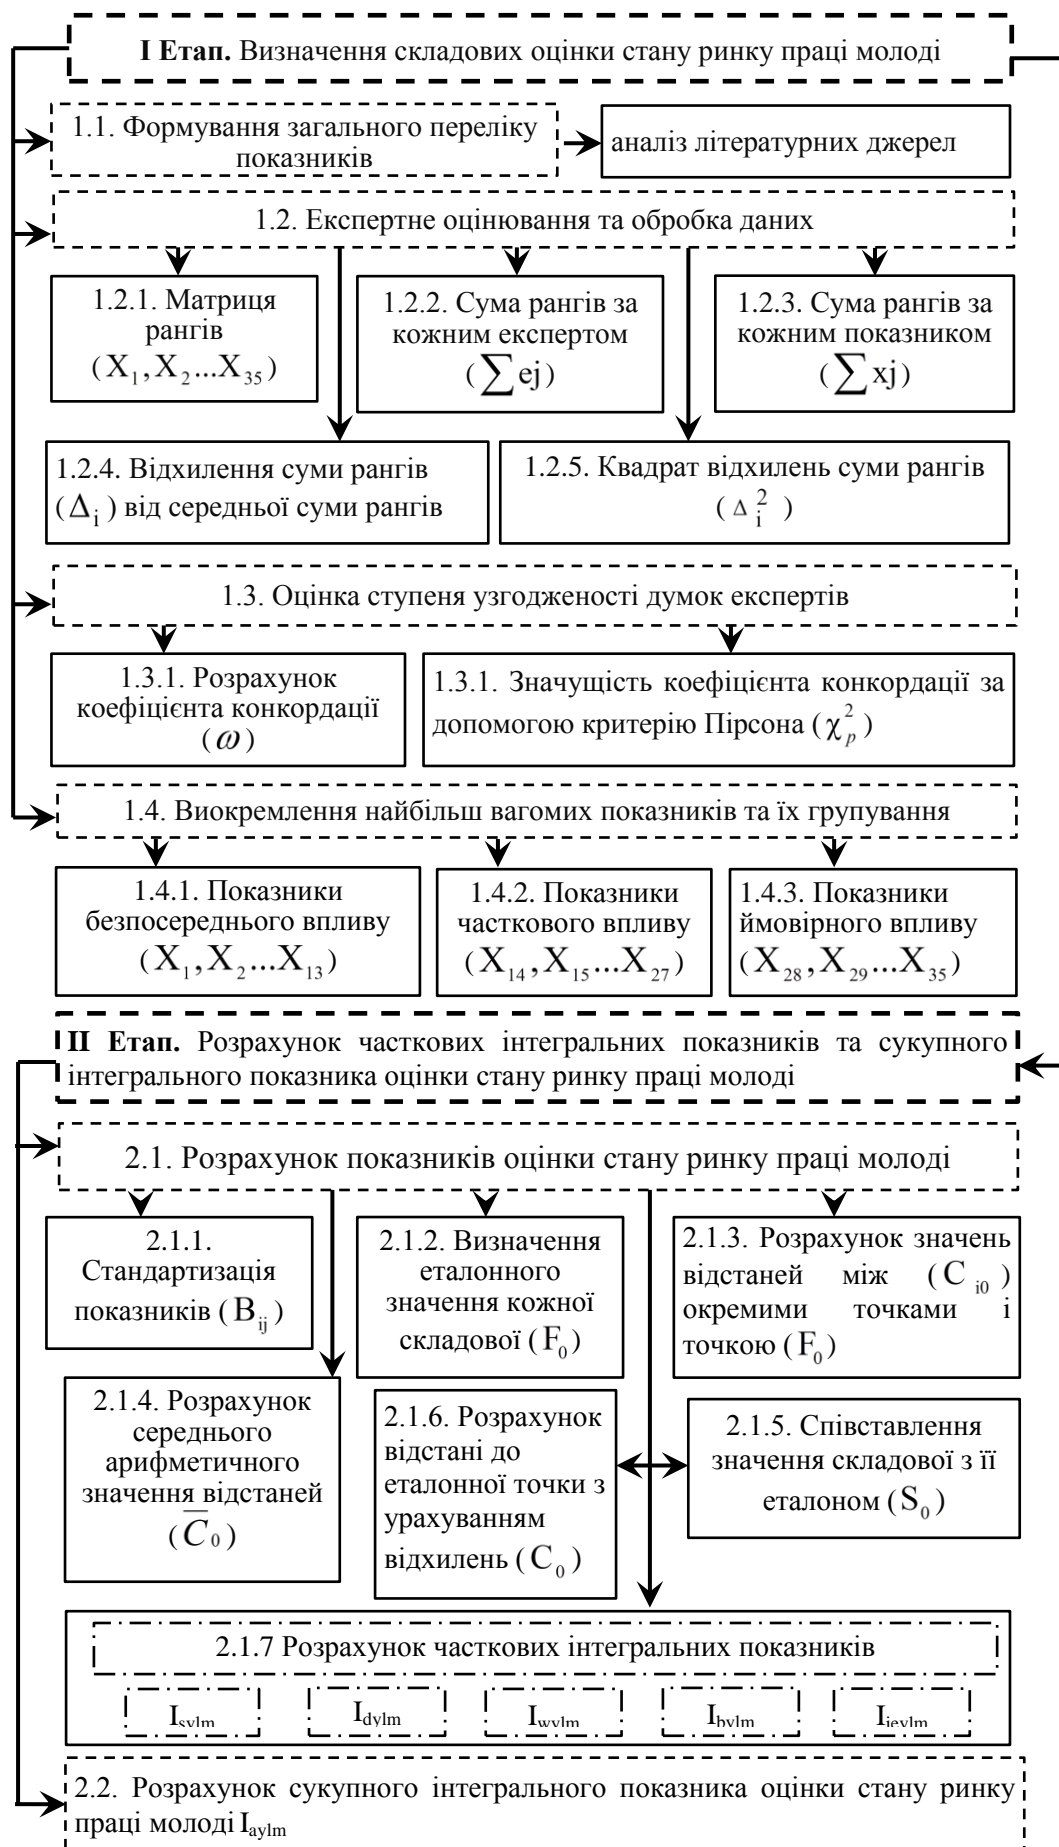 I Етап. Визначення складових оцінки стану ринку праці молоді
1.1. Формування загального переліку
показників
аналіз літературних джерел
1.2. Експертне оцінювання та обробка даних
1.2.1. Матриця
рангів
(X₁,X₂...X₃₅)
1.2.2. Сума рангів за
кожним експертом
(∑ej)
1.2.3. Сума рангів за
кожним показником
(∑xj)
1.2.4. Відхилення суми рангів
(Δᵢ) від середньої суми рангів
1.2.5. Квадрат відхилень суми рангів
(Δᵢ²)
1.3. Оцінка ступеня узгодженості думок експертів
1.3.1. Розрахунок
коефіцієнта конкордації
(ω)
1.3.1. Значущість коефіцієнта конкордації за
допомогою критерію Пірсона (χₚ²)
1.4. Виокремлення найбільш вагомих показників та їх групування
1.4.1. Показники
безпосереднього впливу
(X₁,X₂...X₁₃)
1.4.2. Показники
часткового впливу
(X₁₄,X₁₅...X₂₇)
1.4.3. Показники
ймовірного впливу
(X₂₈,X₂₉...X₃₅)
II Етап. Розрахунок часткових інтегральних показників та сукупного
інтегрального показника оцінки стану ринку праці молоді
2.1. Розрахунок показників оцінки стану ринку праці молоді
2.1.1.
Стандартизація
показників (Bᵢⱼ)
2.1.2. Визначення
еталонного
значення кожної
складової (F₀)
2.1.3. Розрахунок значень
відстаней між (Cᵢ₀)
окремими точками і
точкою (F₀)
2.1.4. Розрахунок
середнього
арифметичного
значення відстаней
(C̅₀)
2.1.6. Розрахунок
відстані до
еталонної точки з
урахуванням
відхилень (C₀)
2.1.5. Співставлення
значення складової з її
еталоном (S₀)
2.1.7 Розрахунок часткових інтегральних показників
Isylm
Idylm
Iwylm
Ibylm
Iieylm
2.2. Розрахунок сукупного інтегрального показника оцінки стану ринку
праці молоді Iaylm